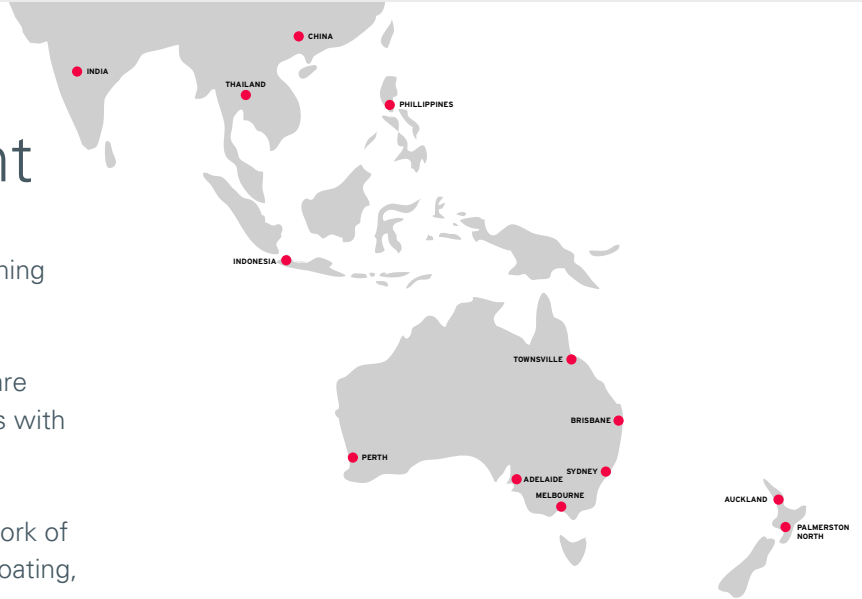 CHINA
INDIA
THAILAND
PHILLIPPINES
nt
ning
INDONESIA
TOWNSVILLE
are
s with
BRISBANE
PERTH
SYDNEY
ADELAIDE
MELBOURNE
AUCKLAND
PALMERSTON
NORTH
ork of
oating,